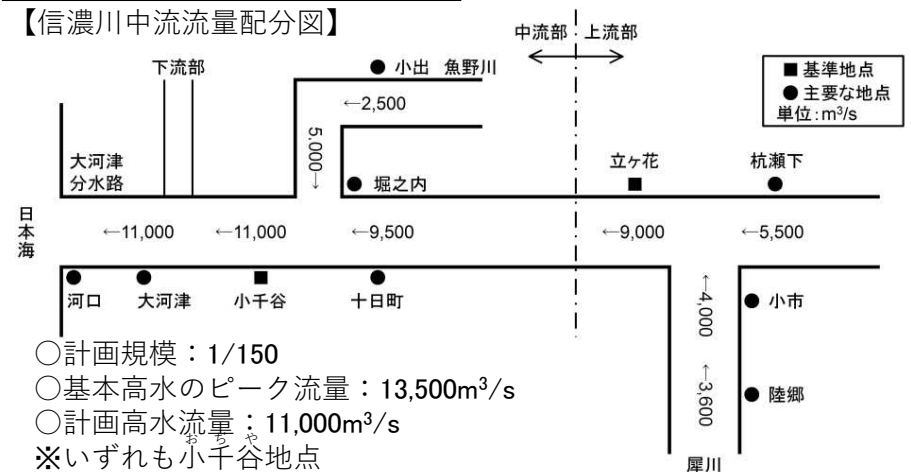 【信濃川中流流量配分図】
中流部 上流部
■ 基準地点
● 主要な地点
単位:m³/s
下流部
小出 魚野川
←2,500
5,000→
大河津
分水路
堀之内
立ヶ花
杭瀬下
日本海
←11,000
←11,000
←9,500
←9,000
←5,500
河口
大河津
小千谷
十日町
←4,000
小市
←3,600
陸郷
犀川
○計画規模:1/150
○基本高水のピーク流量:13,500m³/s
○計画高水流量:11,000m³/s
おぢや
※いずれも小千谷地点